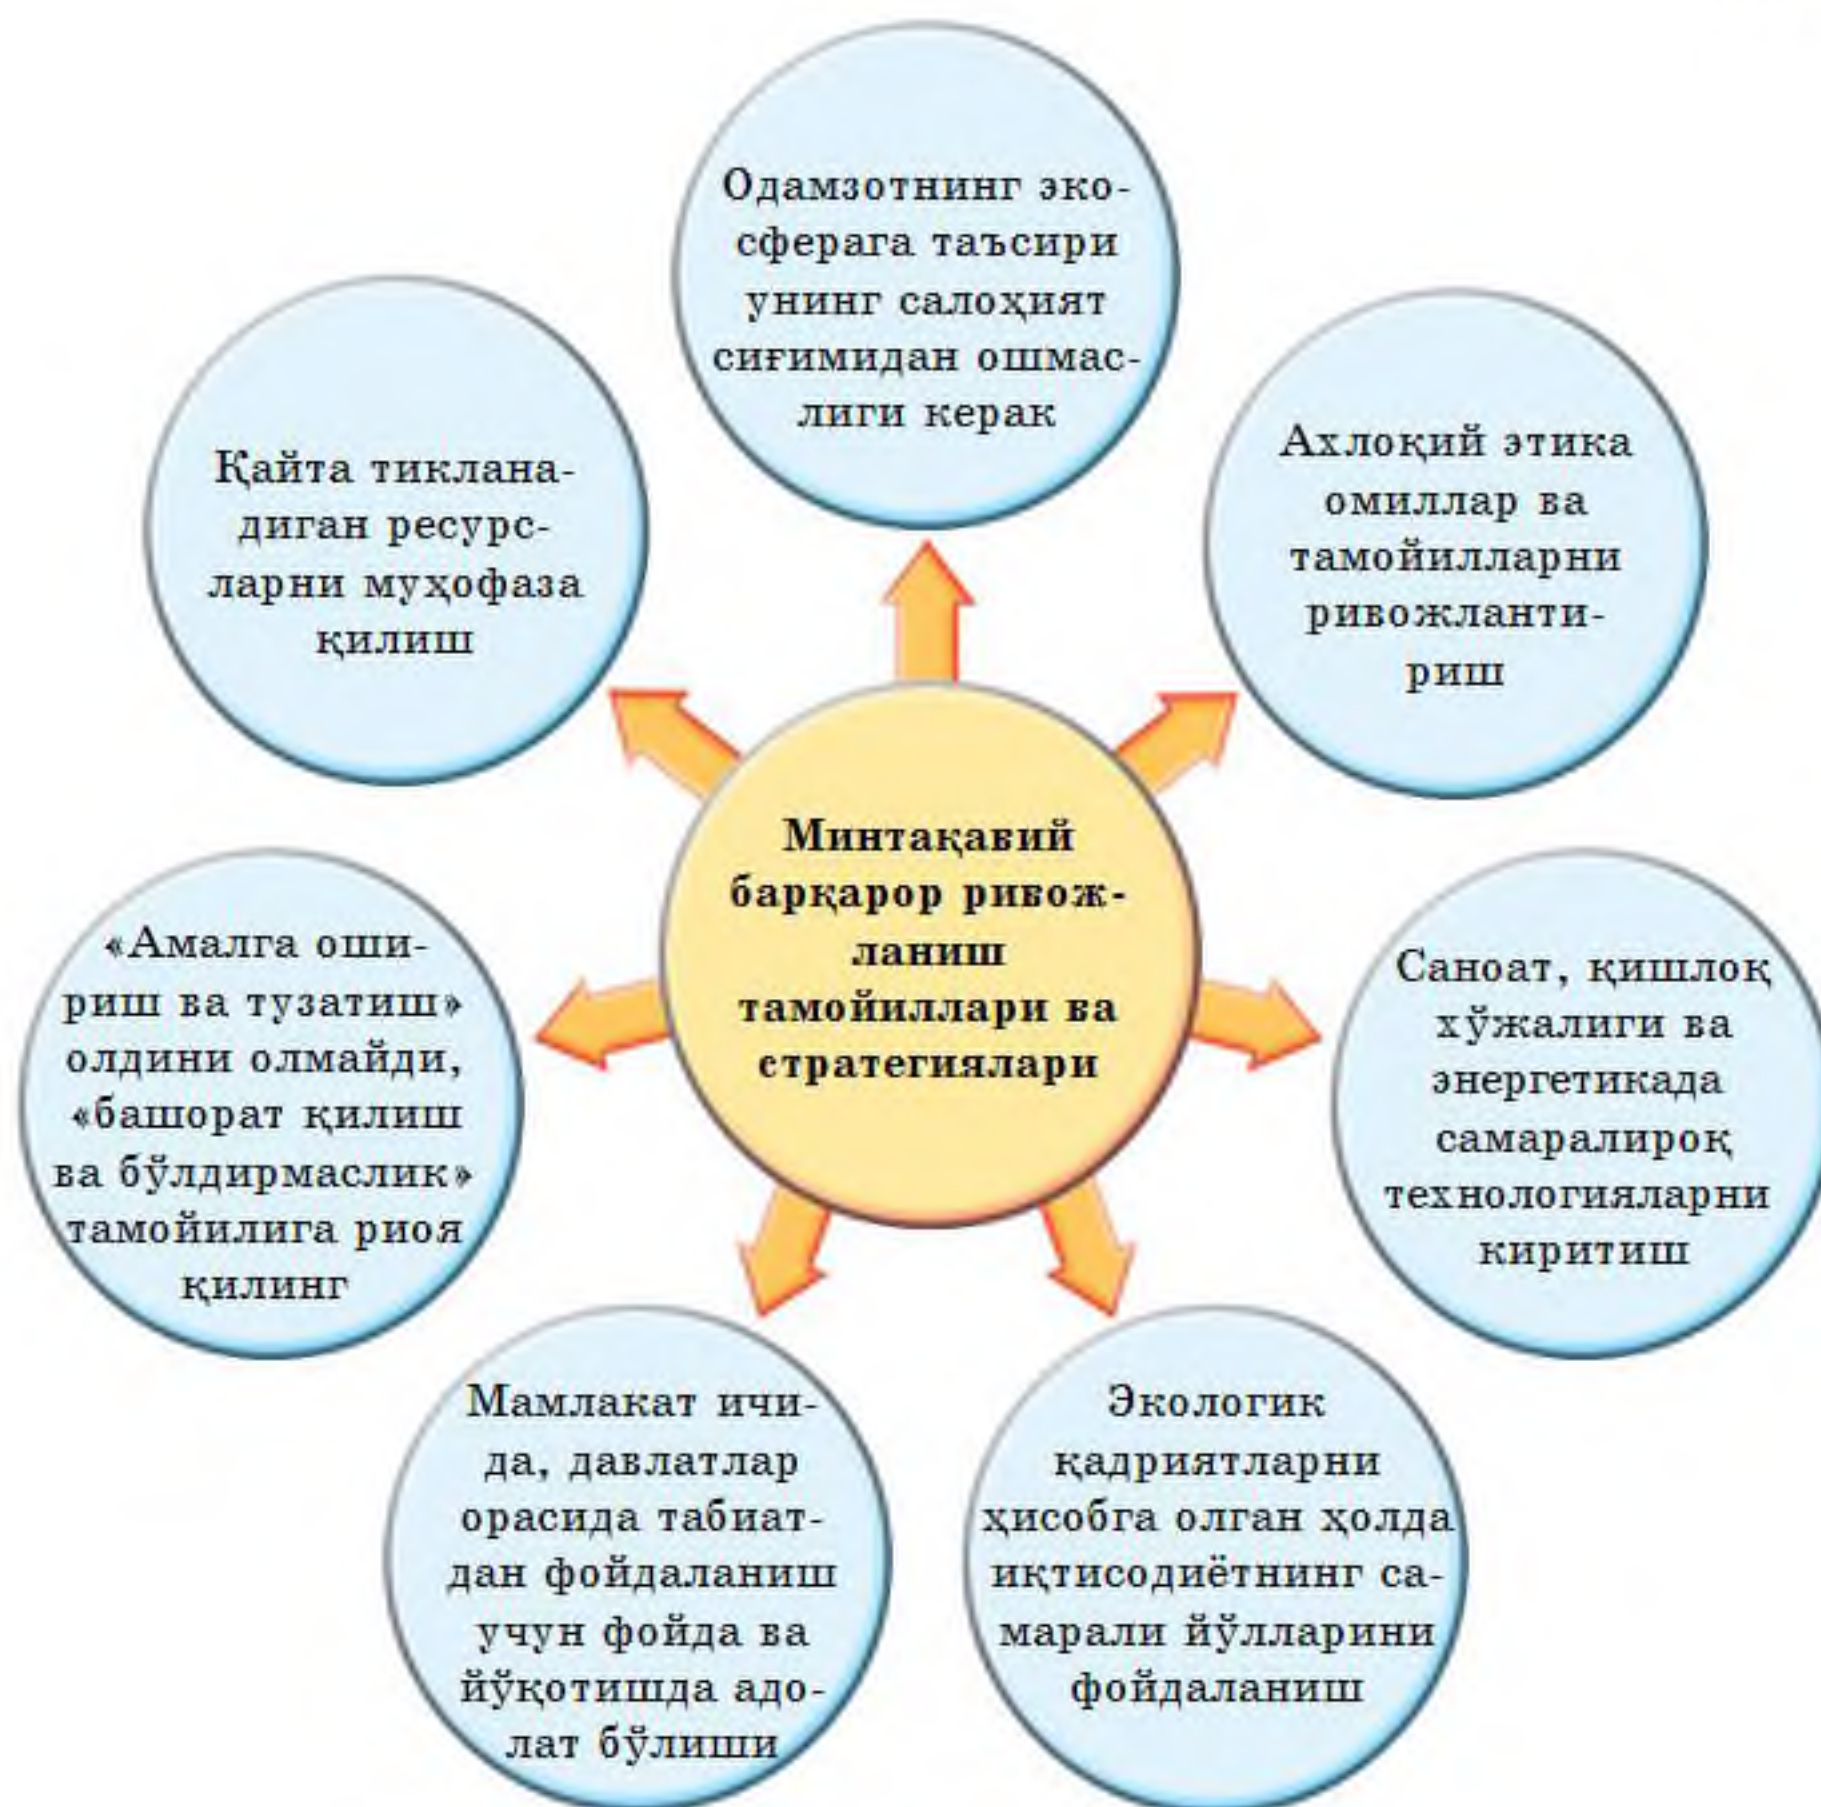 Одамзотнинг эко-
сферага таъсири
унинг салоҳият
сиғимидан ошмас-
лиги керак
Ахлоқий этика
омиллар ва
тамойилларни
ривожланти-
риш
Саноат, қишлоқ
хўжалиги ва
энергетикада
самаралироқ
технологияларни
киритиш
Экологик
қадриятларни
ҳисобга олган ҳолда
иқтисодиётнинг са-
марали йўлларини
фойдаланиш
Мамлакат ичи-
да, давлатлар
орасида табиат-
дан фойдаланиш
учун фойда ва
йўқотишда адо-
лат бўлиши
«Амалга оши-
риш ва тузатиш»
олдини олмайди,
«башорат қилиш
ва бўлдирмаслик»
тамойилига риоя
қилинг
Қайта тиклана-
диган ресурс-
ларни муҳофаза
қилиш
Минтақавий
барқарор ривож-
ланиш
тамойиллари ва
стратегиялари